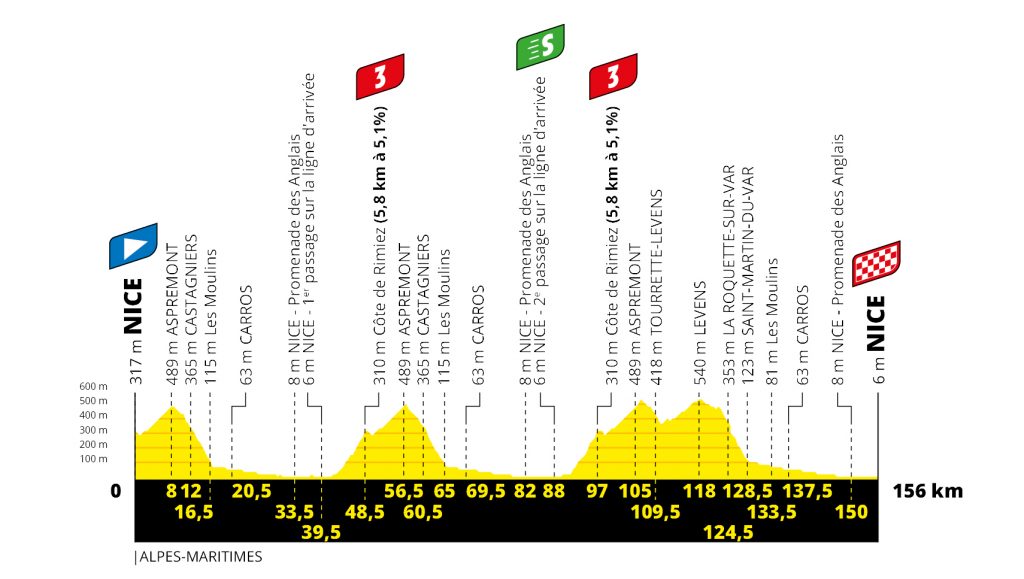 S
3
3
317 m NICE
489 m ASPREMONT
365 m CASTAGNIERS
115 m Les Moulins
63 m CARROS
8 m NICE - Promenade des Anglais
6 m NICE - 1er passage sur la ligne d'arrivée
310 m Côte de Rimiez (5,8 km à 5,1%)
489 m ASPREMONT
365 m CASTAGNIERS
115 m Les Moulins
63 m CARROS
8 m NICE - Promenade des Anglais
6 m NICE - 2e passage sur la ligne d'arrivée
310 m Côte de Rimiez (5,8 km à 5,1%)
489 m ASPREMONT
418 m TOURRETTE-LEVENS
540 m LEVENS
353 m LA ROQUETTE-SUR-VAR
123 m SAINT-MARTIN-DU-VAR
81 m Les Moulins
63 m CARROS
8 m NICE - Promenade des Anglais
6 m NICE
600 m
500 m
400 m
300 m
200 m
100 m
0 8 12 20,5 56,5 65 69,5 82 88 97 105 118 128,5 137,5 156 km
16,5 33,5 48,5 60,5 109,5 133,5 150
39,5 124,5
|ALPES-MARITIMES